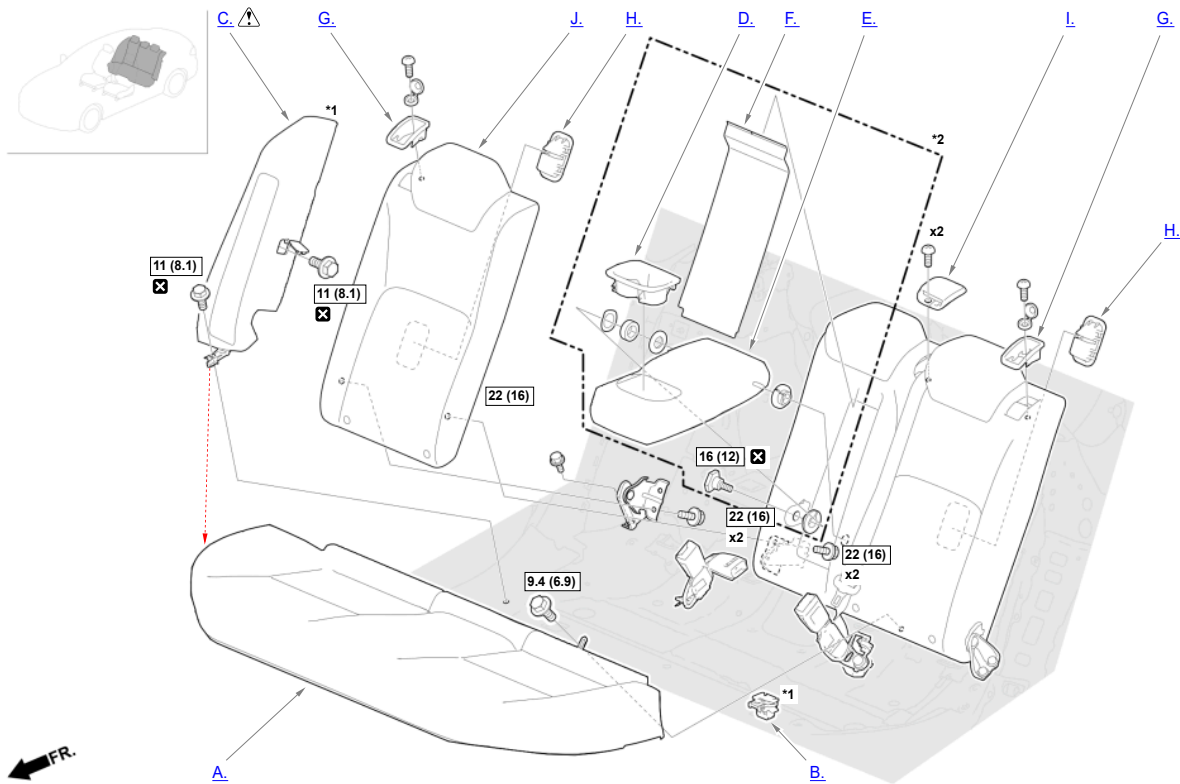 C.
G.
J.
H.
D.
F.
E.
I.
G.
*1
*2
x2
H.
11 (8.1)
11 (8.1)
22 (16)
16 (12)
22 (16)
x2
22 (16)
x2
9.4 (6.9)
*1
FR.
A.
B.